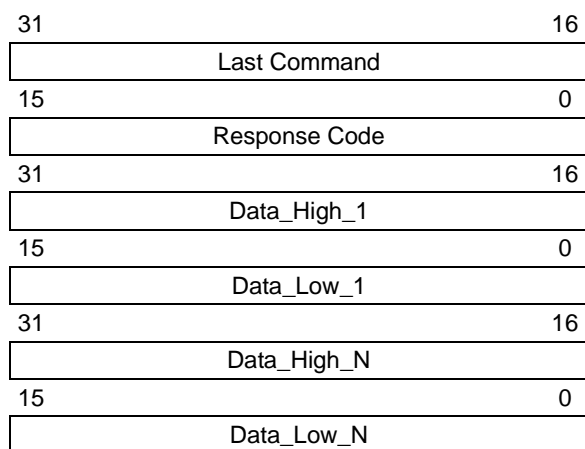 31 16
Last Command
15 0
Response Code
31 16
Data_High_1
15 0
Data_Low_1
31 16
Data_High_N
15 0
Data_Low_N